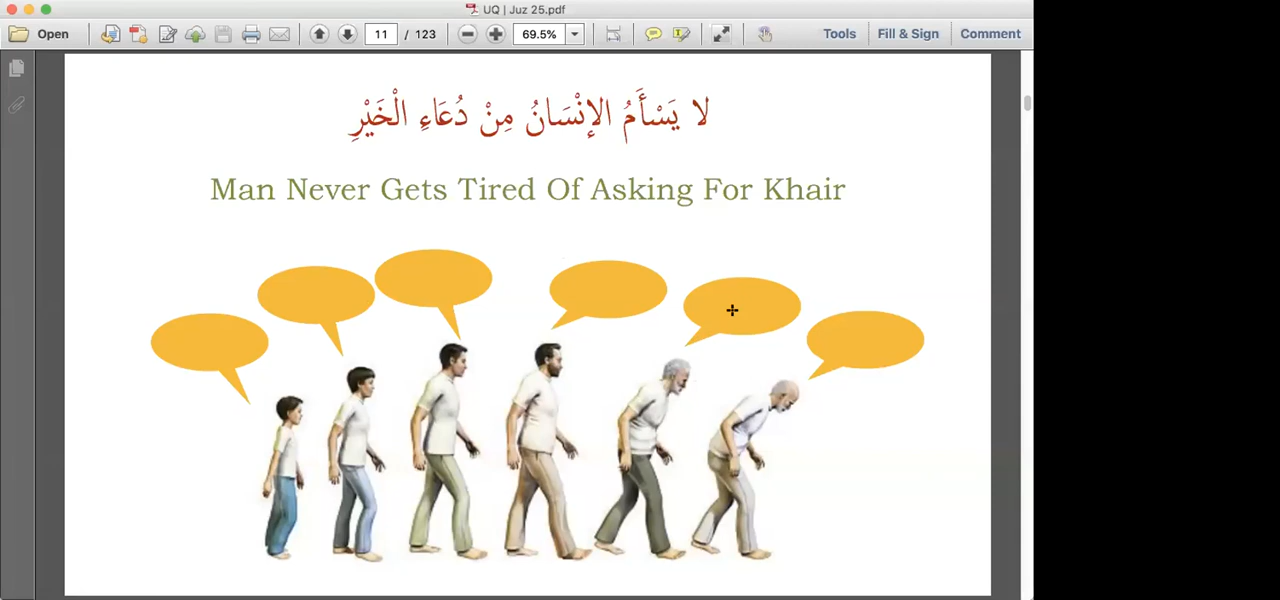 UQ | Juz 25.pdf
Open 11 / 123 69.5% Tools Fill & Sign Comment
لا يَسْأَمُ الإنْسَانُ مِنْ دُعَاءِ الْخَيْرِ
Man Never Gets Tired Of Asking For Khair